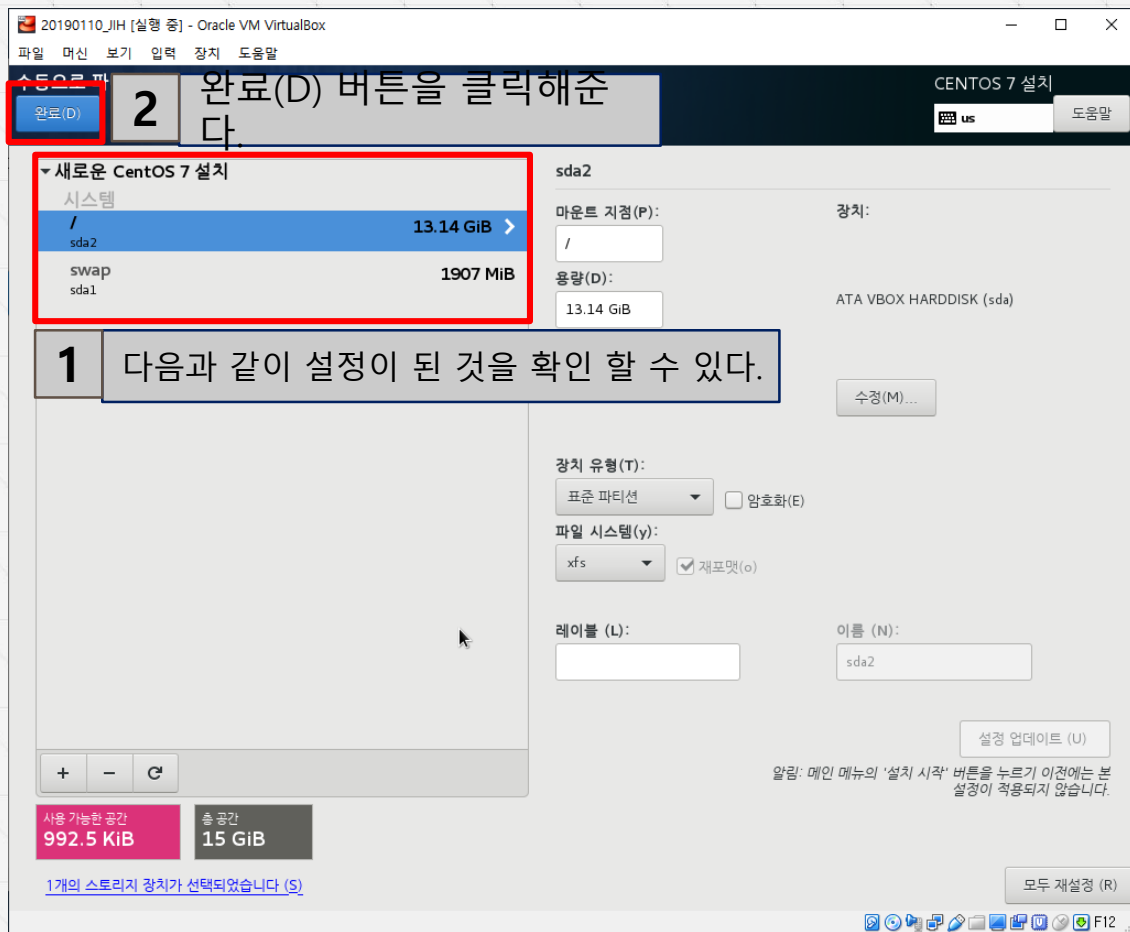 20190110_JIH [실행 중] - Oracle VM VirtualBox
파일 머신 보기 입력 장치 도움말
수동으로 파
완료(D)
2
완료(D) 버튼을 클릭해준
다.
CENTOS 7 설치
us
도움말
새로운 CentOS 7 설치
시스템
/
13.14 GiB
sda2
swap
1907 MiB
sda1
1
다음과 같이 설정이 된 것을 확인 할 수 있다.
sda2
마운트 지점(P):
/
용량(D):
13.14 GiB
장치:
ATA VBOX HARDDISK (sda)
수정(M)...
장치 유형(T):
표준 파티션
암호화(E)
파일 시스템(y):
xfs
재포맷(o)
레이블 (L):
이름 (N):
sda2
설정 업데이트 (U)
알림: 메인 메뉴의 '설치 시작' 버튼을 누르기 이전에는 본
설정이 적용되지 않습니다.
+ −
사용 가능한 공간
992.5 KiB
총 공간
15 GiB
1개의 스토리지 장치가 선택되었습니다 (S)
모두 재설정 (R)
F12